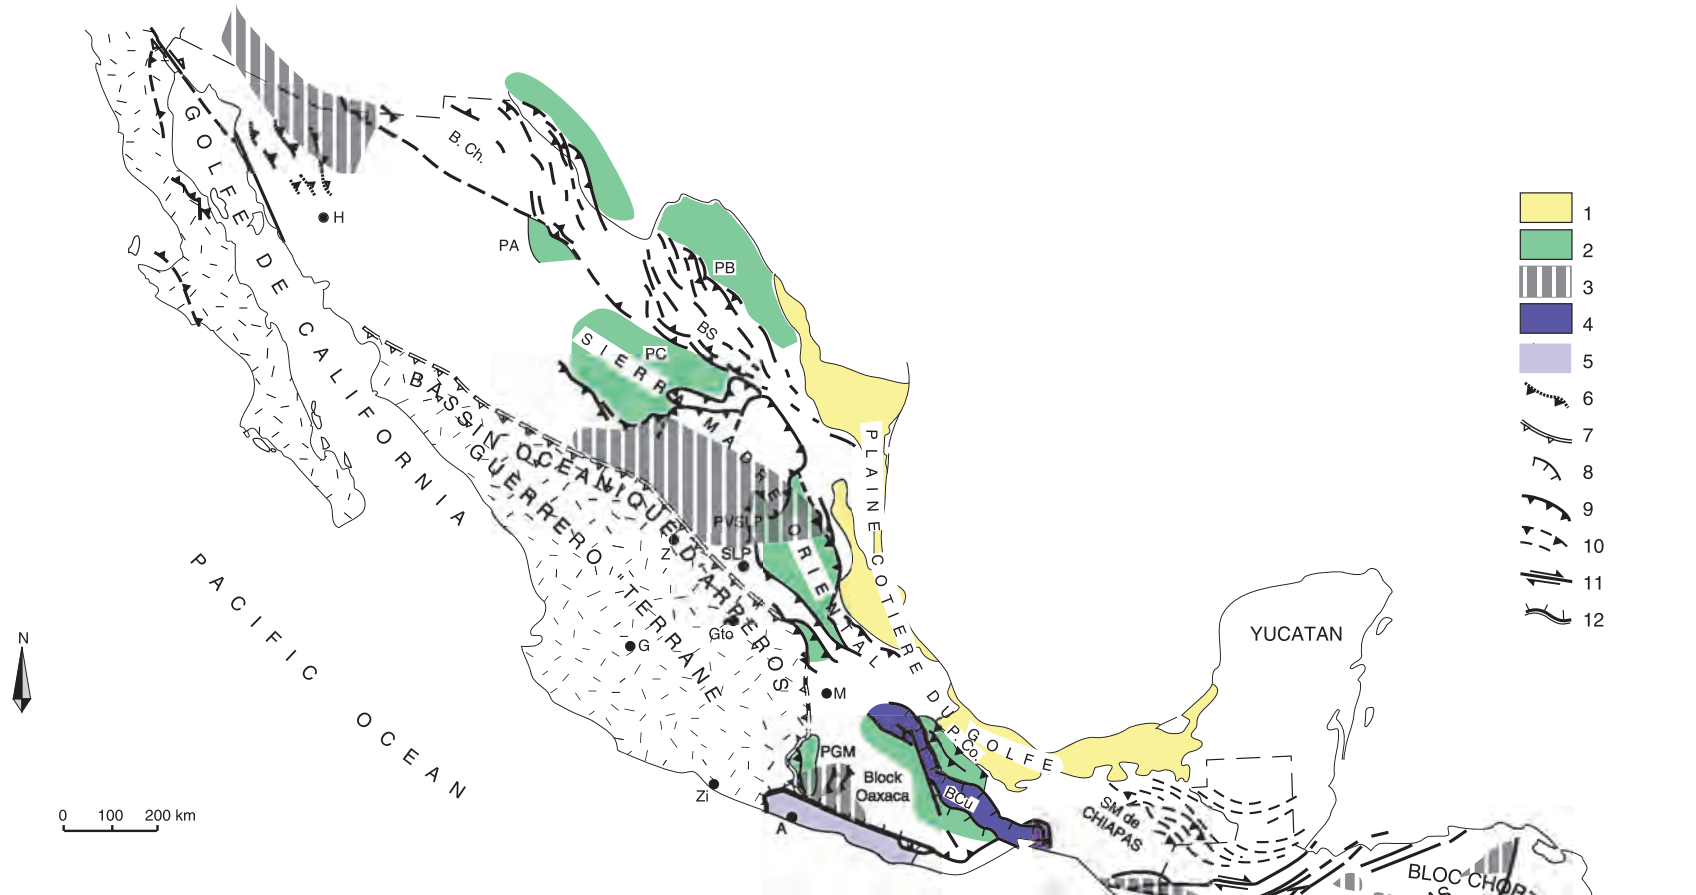 GOLFE DE CALIFORNIA
B. Ch.
H
PA
PB
BS
PC
SIERRA MADRE ORIENTAL
BASSIN OCEANIQUE D'ARPEROS
GUERRERO TERRANE
PLAINE COTIERE DU GOLFE
PVSLP
Z
SLP
Gto
G
M
PACIFIC OCEAN
N
0 100 200 km
Zi
A
PGM
Block
Oaxaca
P. Co.
BCu
SM de
CHIAPAS
YUCATAN
BLOC CHOR
1
2
3
4
5
6
7
8
9
10
11
12